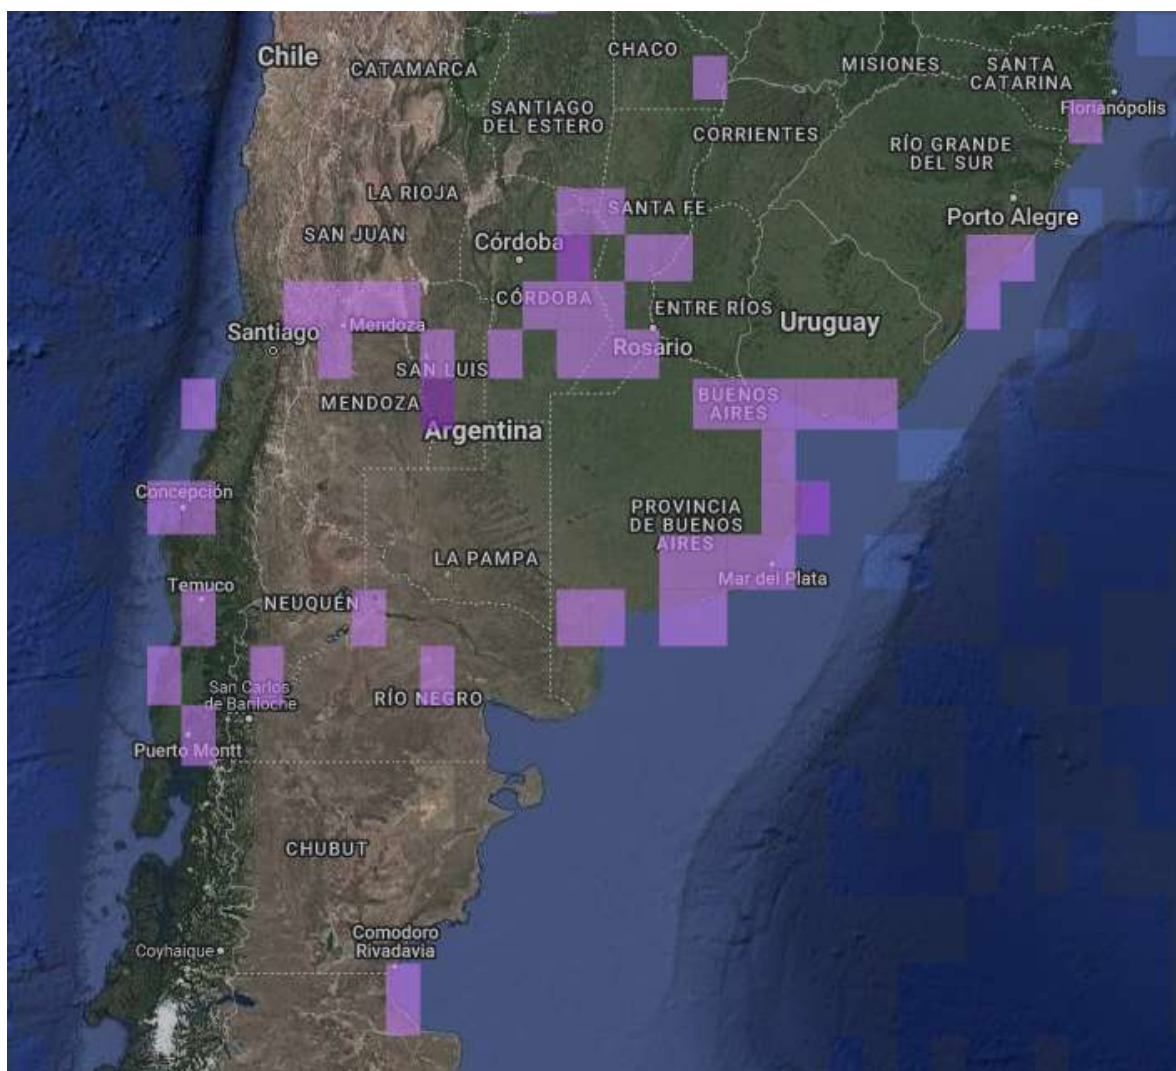 Chile
CHACO
CATAMARCA
MISIONES
SANTA
CATARINA
SANTIAGO
DEL ESTERO
Florianópolis
CORRIENTES
RÍO GRANDE
DEL SUR
LA RIOJA
SANTA FE
Porto Alegre
SAN JUAN
Córdoba
CÓRDOBA
ENTRE RÍOS
Uruguay
Mendoza
Santiago
Rosario
SAN LUIS
MENDOZA
BUENOS
AIRES
Argentina
Concepción
PROVINCIA
DE BUENOS
AIRES
LA PAMPA
Mar del Plata
Temuco
NEUQUÉN
San Carlos
de Bariloche
RÍO NEGRO
Puerto Montt
CHUBUT
Comodoro
Rivadavia
Coyhaique